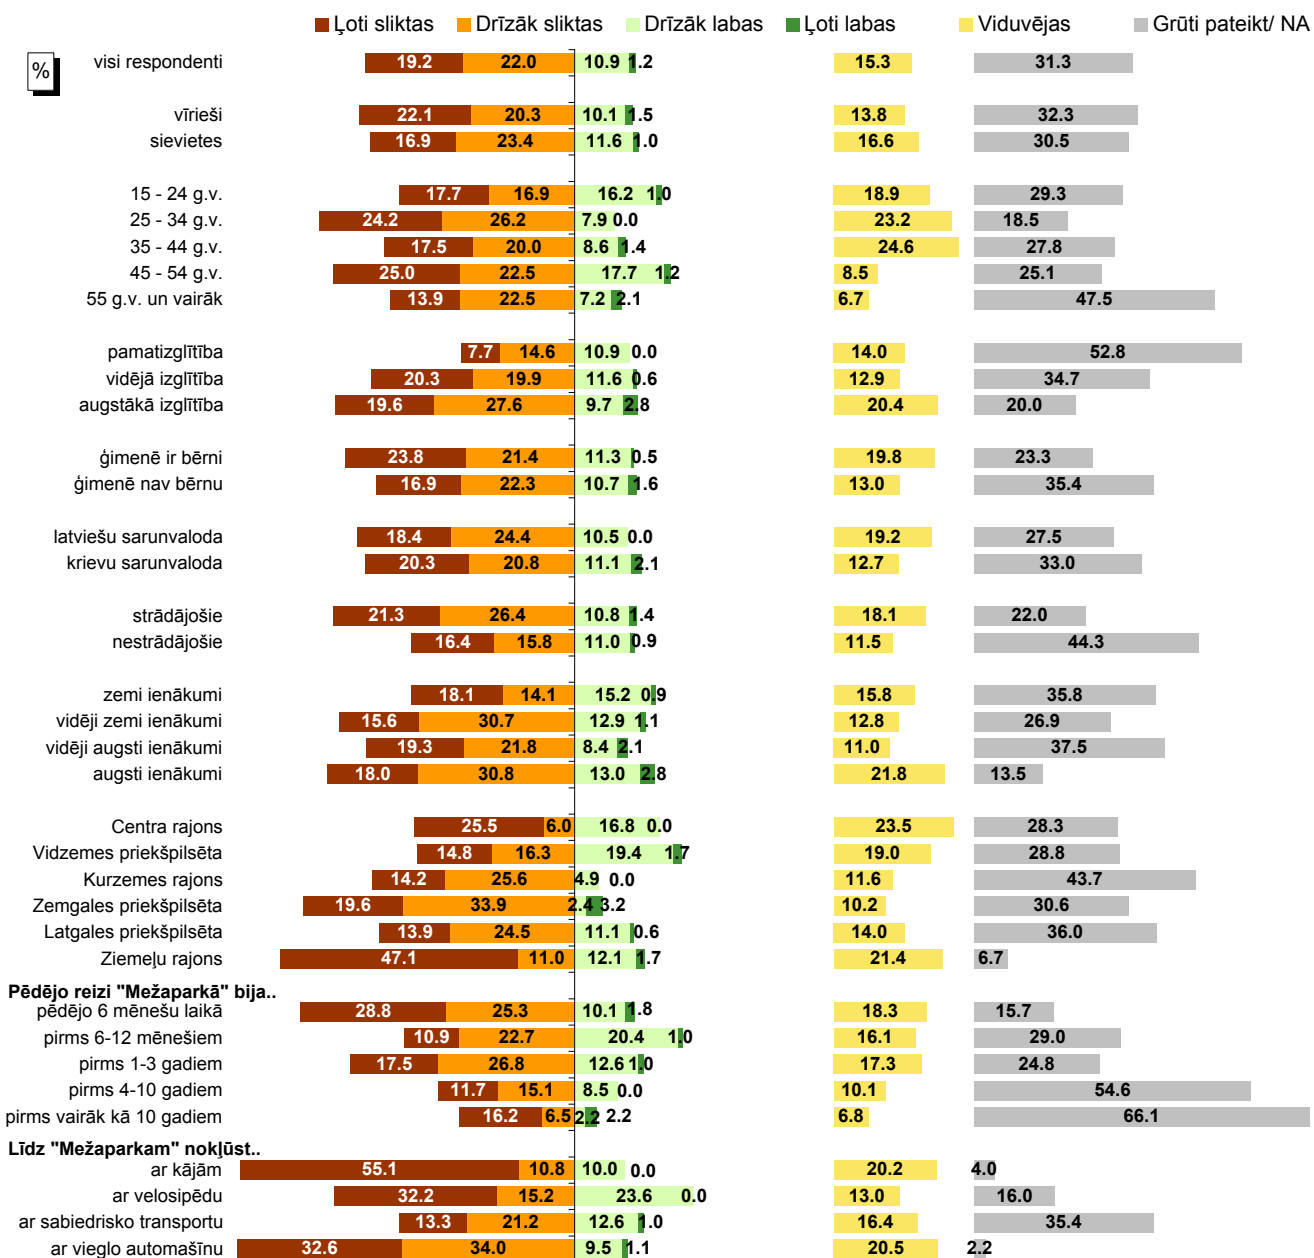 Ļoti sliktas Drīzāk sliktas Drīzāk labas Ļoti labas Viduvējas Grūti pateikt/ NA
%
visi respondenti 19.2 22.0 10.9 1.2 15.3 31.3
vīrieši 22.1 20.3 10.1 1.5 13.8 32.3
sievietes 16.9 23.4 11.6 1.0 16.6 30.5
15 - 24 g.v. 17.7 16.9 16.2 1.0 18.9 29.3
25 - 34 g.v. 24.2 26.2 7.9 0.0 23.2 18.5
35 - 44 g.v. 17.5 20.0 8.6 1.4 24.6 27.8
45 - 54 g.v. 25.0 22.5 17.7 1.2 8.5 25.1
55 g.v. un vairāk 13.9 22.5 7.2 2.1 6.7 47.5
pamatizglītība 7.7 14.6 10.9 0.0 14.0 52.8
vidējā izglītība 20.3 19.9 11.6 0.6 12.9 34.7
augstākā izglītība 19.6 27.6 9.7 2.8 20.4 20.0
ģimenē ir bērni 23.8 21.4 11.3 0.5 19.8 23.3
ģimenē nav bērnu 16.9 22.3 10.7 1.6 13.0 35.4
latviešu sarunvaloda 18.4 24.4 10.5 0.0 19.2 27.5
krievu sarunvaloda 20.3 20.8 11.1 2.1 12.7 33.0
strādājošie 21.3 26.4 10.8 1.4 18.1 22.0
nestrādājošie 16.4 15.8 11.0 0.9 11.5 44.3
zemi ienākumi 18.1 14.1 15.2 0.9 15.8 35.8
vidēji zemi ienākumi 15.6 30.7 12.9 1.1 12.8 26.9
vidēji augsti ienākumi 19.3 21.8 8.4 2.1 11.0 37.5
augsti ienākumi 18.0 30.8 13.0 2.8 21.8 13.5
Centra rajons 25.5 6.0 16.8 0.0 23.5 28.3
Vidzemes priekšpilsēta 14.8 16.3 19.4 1.7 19.0 28.8
Kurzemes rajons 14.2 25.6 4.9 0.0 11.6 43.7
Zemgales priekšpilsēta 19.6 33.9 2.4 3.2 10.2 30.6
Latgales priekšpilsēta 13.9 24.5 11.1 0.6 14.0 36.0
Ziemeļu rajons 47.1 11.0 12.1 1.7 21.4 6.7
Pēdējo reizi "Mežaparkā" bija..
pēdējo 6 mēnešu laikā 28.8 25.3 10.1 1.8 18.3 15.7
pirms 6-12 mēnešiem 10.9 22.7 20.4 1.0 16.1 29.0
pirms 1-3 gadiem 17.5 26.8 12.6 1.0 17.3 24.8
pirms 4-10 gadiem 11.7 15.1 8.5 0.0 10.1 54.6
pirms vairāk kā 10 gadiem 16.2 6.5 2.2 2.2 6.8 66.1
Līdz "Mežaparkam" nokļūst..
ar kājām 55.1 10.8 10.0 0.0 20.2 4.0
ar velosipēdu 32.2 15.2 23.6 0.0 13.0 16.0
ar sabiedrisko transportu 13.3 21.2 12.6 1.0 16.4 35.4
ar vieglo automašīnu 32.6 34.0 9.5 1.1 20.5 2.2